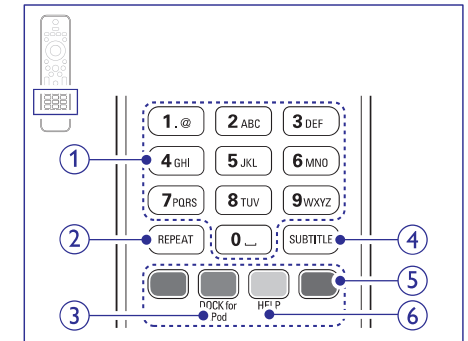 1.@ 2 ABC 3 DEF
1 4 GHI 5 JKL 6 MNO
7 PQRS 8 TUV 9 WXYZ
2 REPEAT 0 SUBTITLE 4
5
3 DOCK for HELP 6
Pod